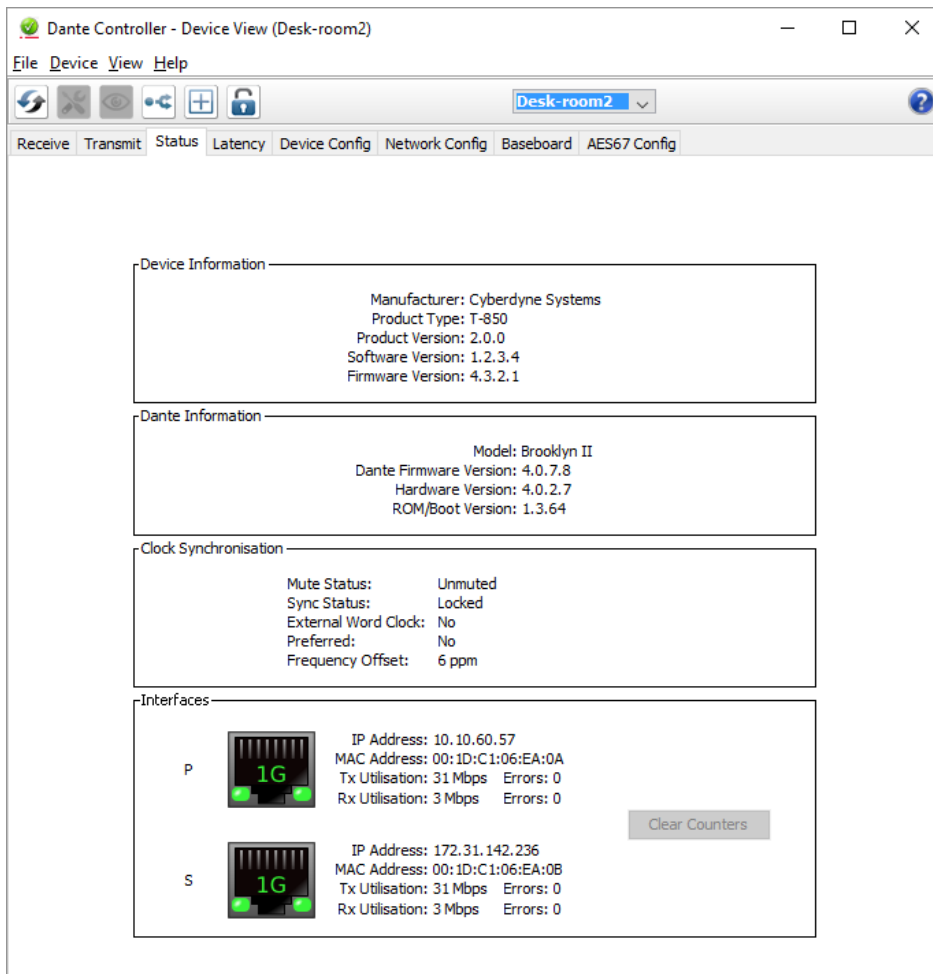 Dante Controller - Device View (Desk-room2)
File Device View Help
Desk-room2
?
Receive Transmit Status Latency Device Config Network Config Baseboard AES67 Config
Device Information
Manufacturer: Cyberdyne Systems
Product Type: T-850
Product Version: 2.0.0
Software Version: 1.2.3.4
Firmware Version: 4.3.2.1
Dante Information
Model: Brooklyn II
Dante Firmware Version: 4.0.7.8
Hardware Version: 4.0.2.7
ROM/Boot Version: 1.3.64
Clock Synchronisation
Mute Status: Unmuted
Sync Status: Locked
External Word Clock: No
Preferred: No
Frequency Offset: 6 ppm
Interfaces
P
1G
IP Address: 10.10.60.57
MAC Address: 00:1D:C1:06:EA:0A
Tx Utilisation: 31 Mbps Errors: 0
Rx Utilisation: 3 Mbps Errors: 0
Clear Counters
S
1G
IP Address: 172.31.142.236
MAC Address: 00:1D:C1:06:EA:0B
Tx Utilisation: 31 Mbps Errors: 0
Rx Utilisation: 3 Mbps Errors: 0